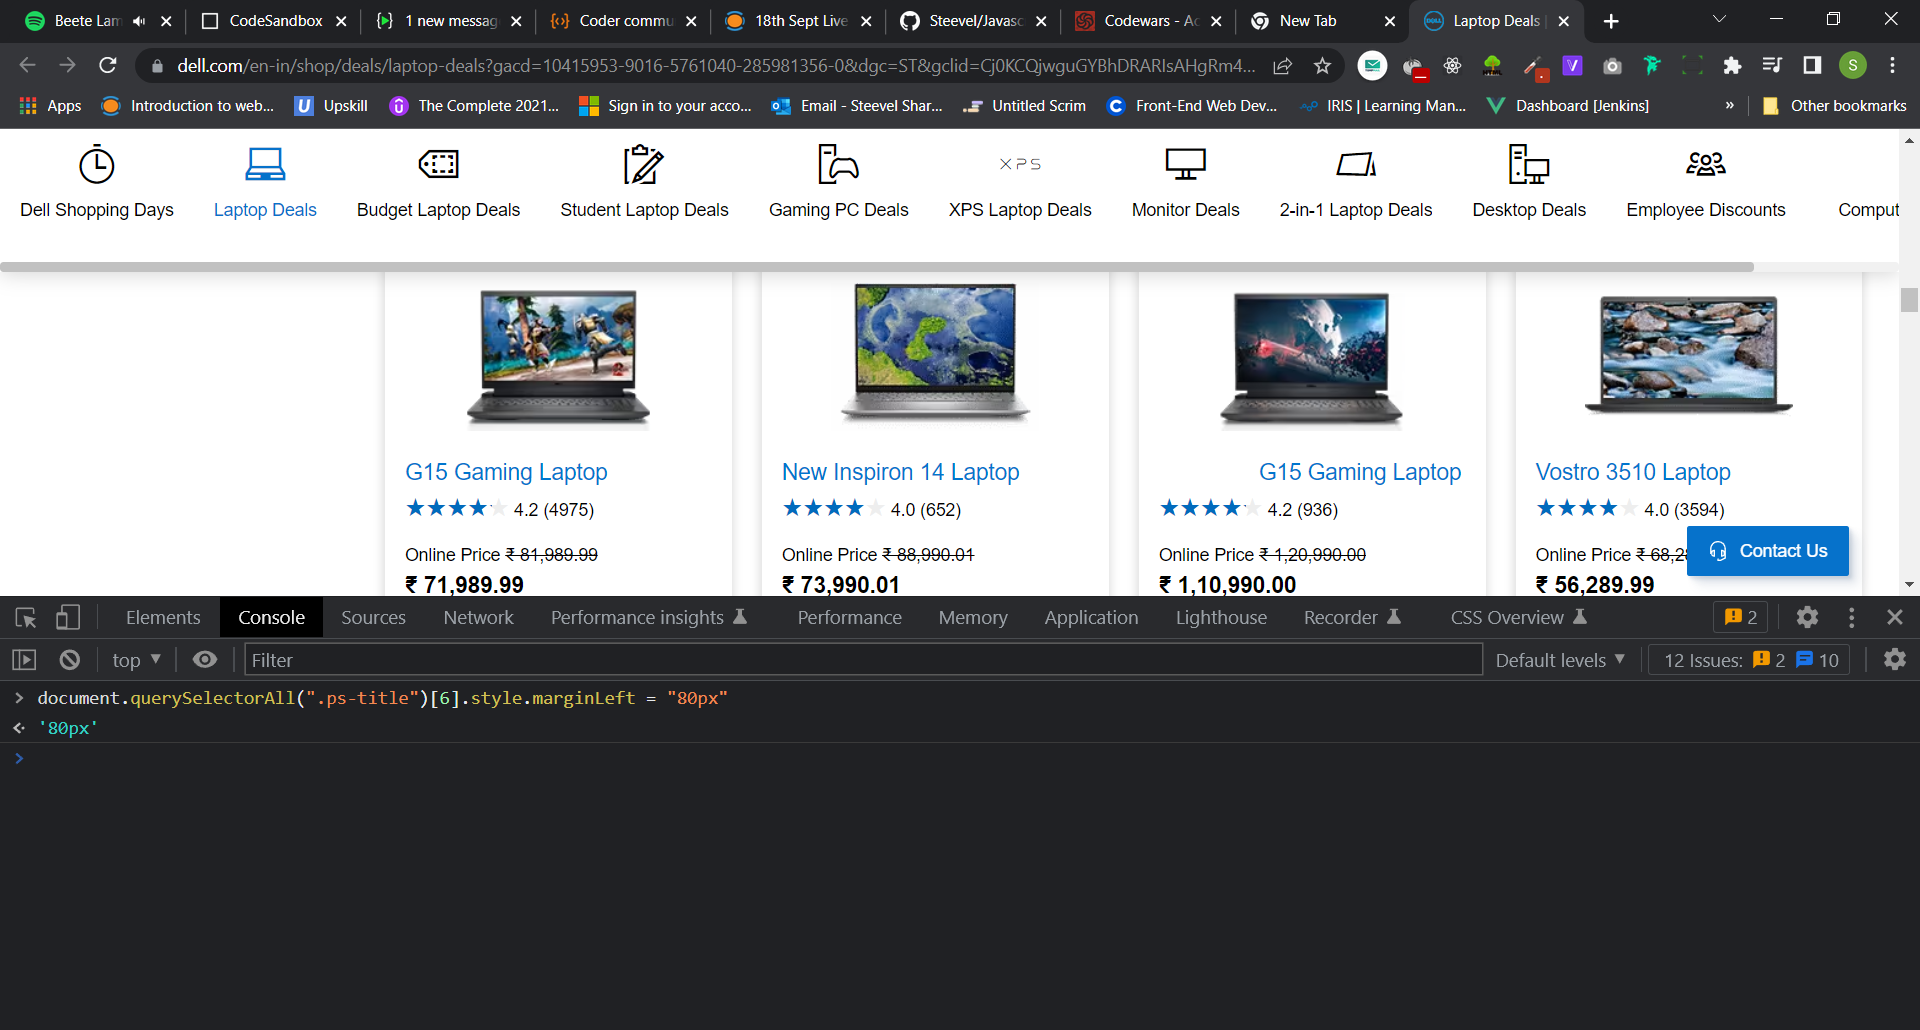 Beete Lam
CodeSandbox
1 new messag
Coder commu
18th Sept Live
Steevel/Javasc
Codewars - Ac
New Tab
Laptop Deals |
dell.com/en-in/shop/deals/laptop-deals?gacd=10415953-9016-5761040-285981356-0&dgc=ST&gclid=Cj0KCQjwguGYBhDRARIsAHgRm4...
S
Apps
Introduction to web...
Upskill
The Complete 2021...
Sign in to your acco...
Email - Steevel Shar...
Untitled Scrim
Front-End Web Dev...
IRIS | Learning Man...
Dashboard [Jenkins]
»
Other bookmarks
XPS
Dell Shopping Days
Laptop Deals
Budget Laptop Deals
Student Laptop Deals
Gaming PC Deals
XPS Laptop Deals
Monitor Deals
2-in-1 Laptop Deals
Desktop Deals
Employee Discounts
Comput
G15 Gaming Laptop
4.2 (4975)
Online Price ₹ 81,989.99
₹ 71,989.99
New Inspiron 14 Laptop
4.0 (652)
Online Price ₹ 88,990.01
₹ 73,990.01
G15 Gaming Laptop
4.2 (936)
Online Price ₹ 1,20,990.00
₹ 1,10,990.00
Vostro 3510 Laptop
4.0 (3594)
Online Price ₹ 68,2
₹ 56,289.99
Contact Us
Elements
Console
Sources
Network
Performance insights
Performance
Memory
Application
Lighthouse
Recorder
CSS Overview
2
top
Filter
Default levels
12 Issues: 2 10
document.querySelectorAll(".ps-title")[6].style.marginLeft = "80px"
'80px'